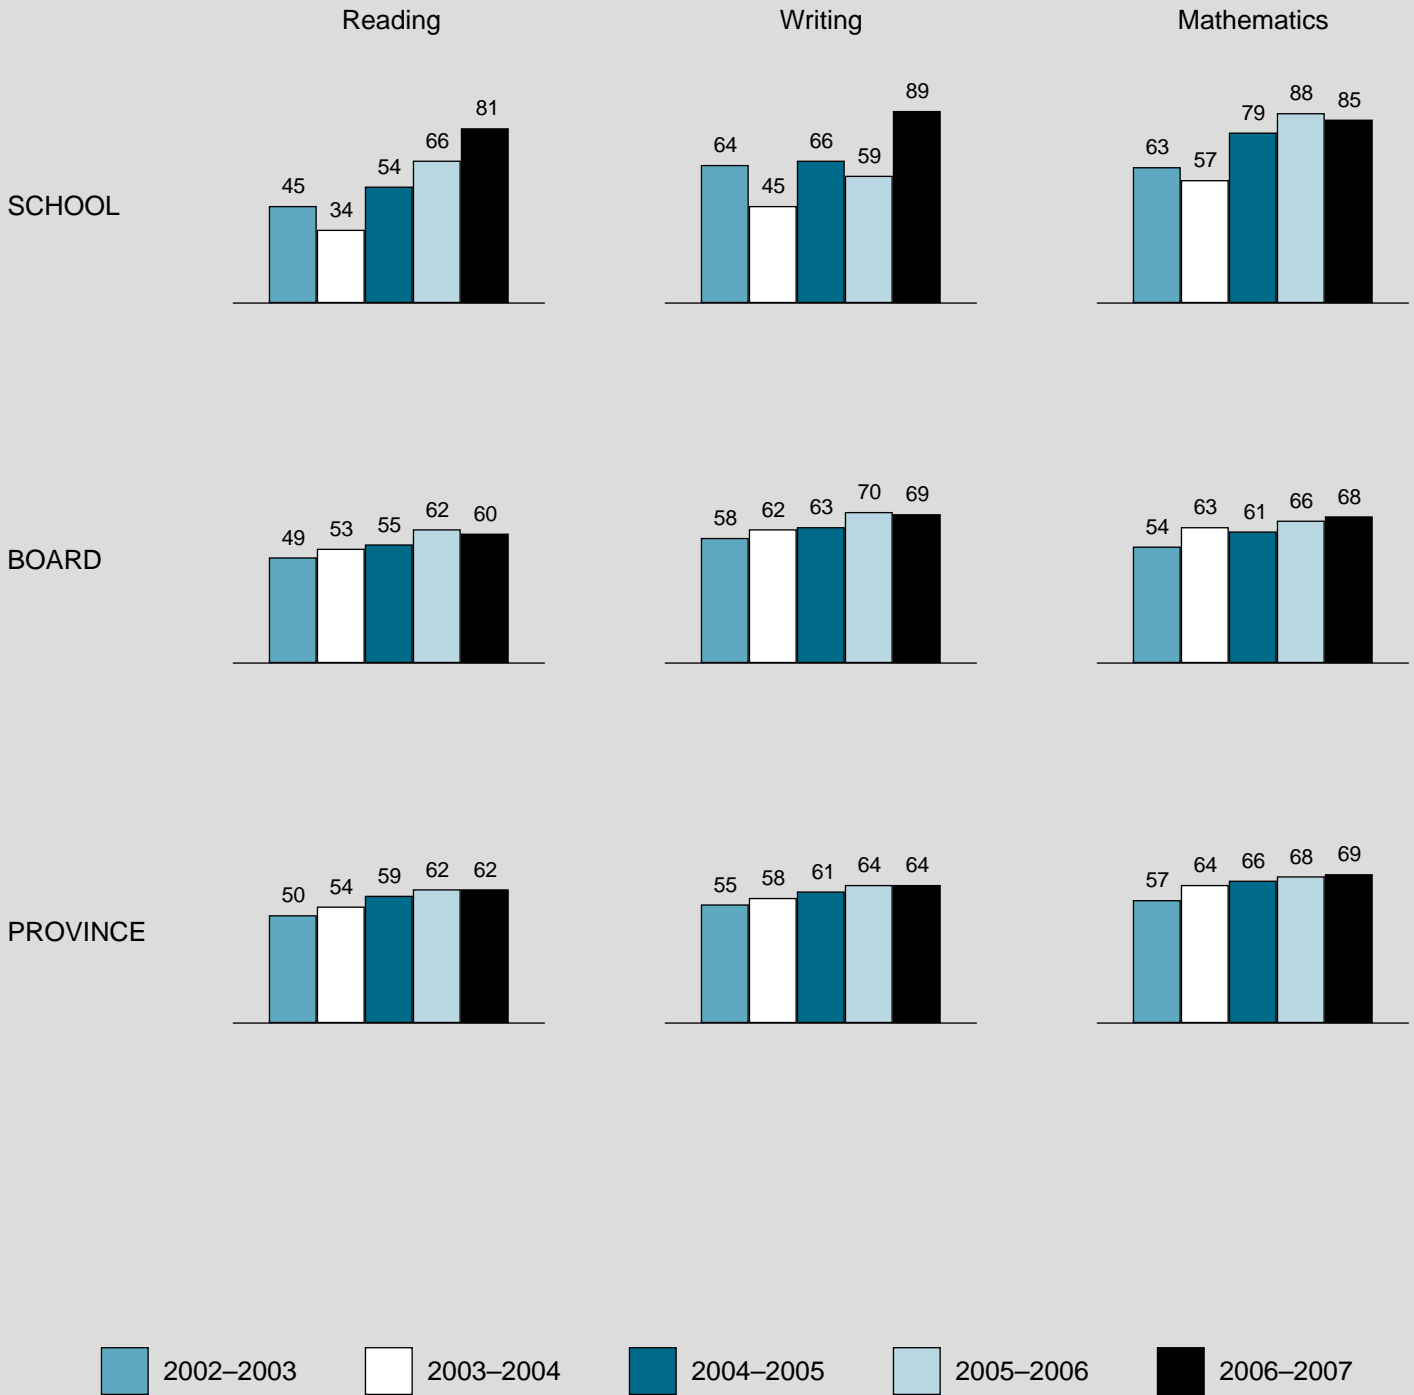 Reading Writing Mathematics
SCHOOL
45 34 54 66 81
64 45 66 59 89
63 57 79 88 85
BOARD
49 53 55 62 60
58 62 63 70 69
54 63 61 66 68
PROVINCE
50 54 59 62 62
55 58 61 64 64
57 64 66 68 69
2002–2003 2003–2004 2004–2005 2005–2006 2006–2007